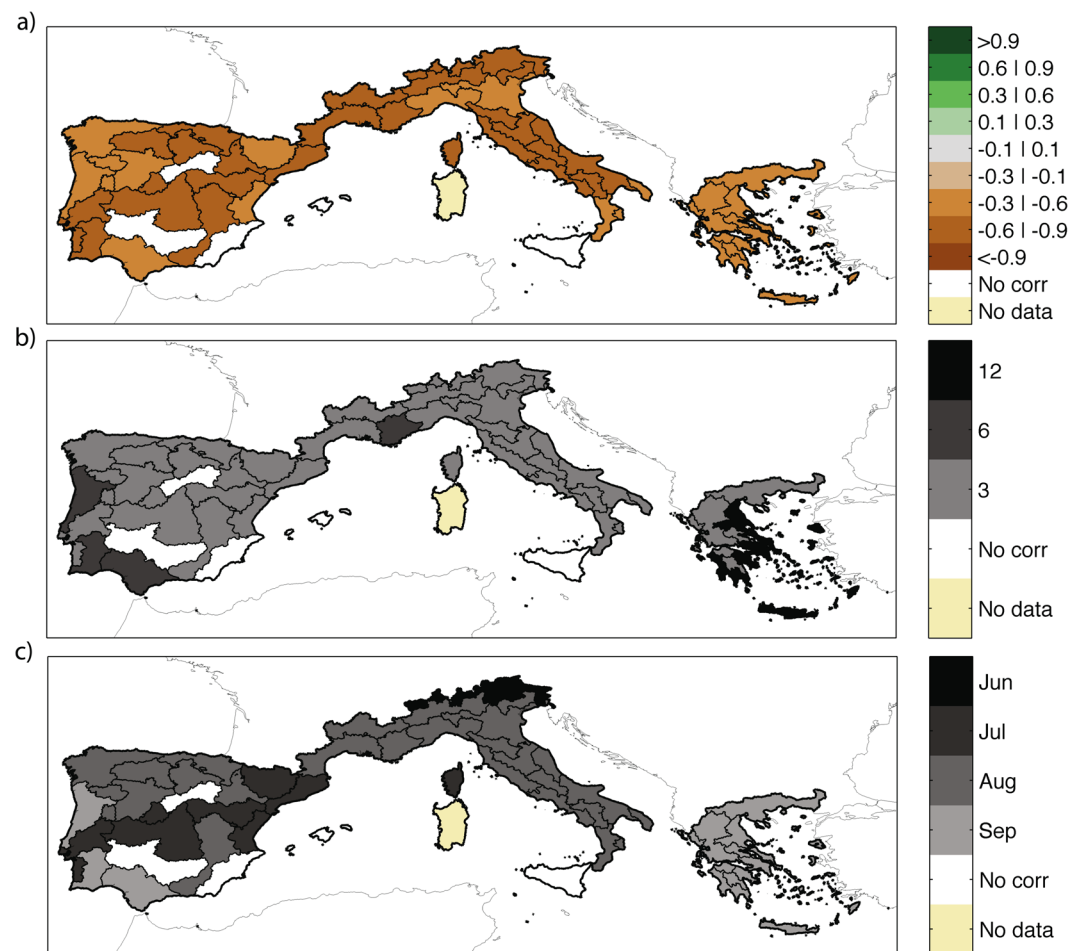 a)
>0.9
0.6 | 0.9
0.3 | 0.6
0.1 | 0.3
-0.1 | 0.1
-0.3 | -0.1
-0.3 | -0.6
-0.6 | -0.9
<-0.9
No corr
No data
b)
12
6
3
No corr
No data
c)
Jun
Jul
Aug
Sep
No corr
No data